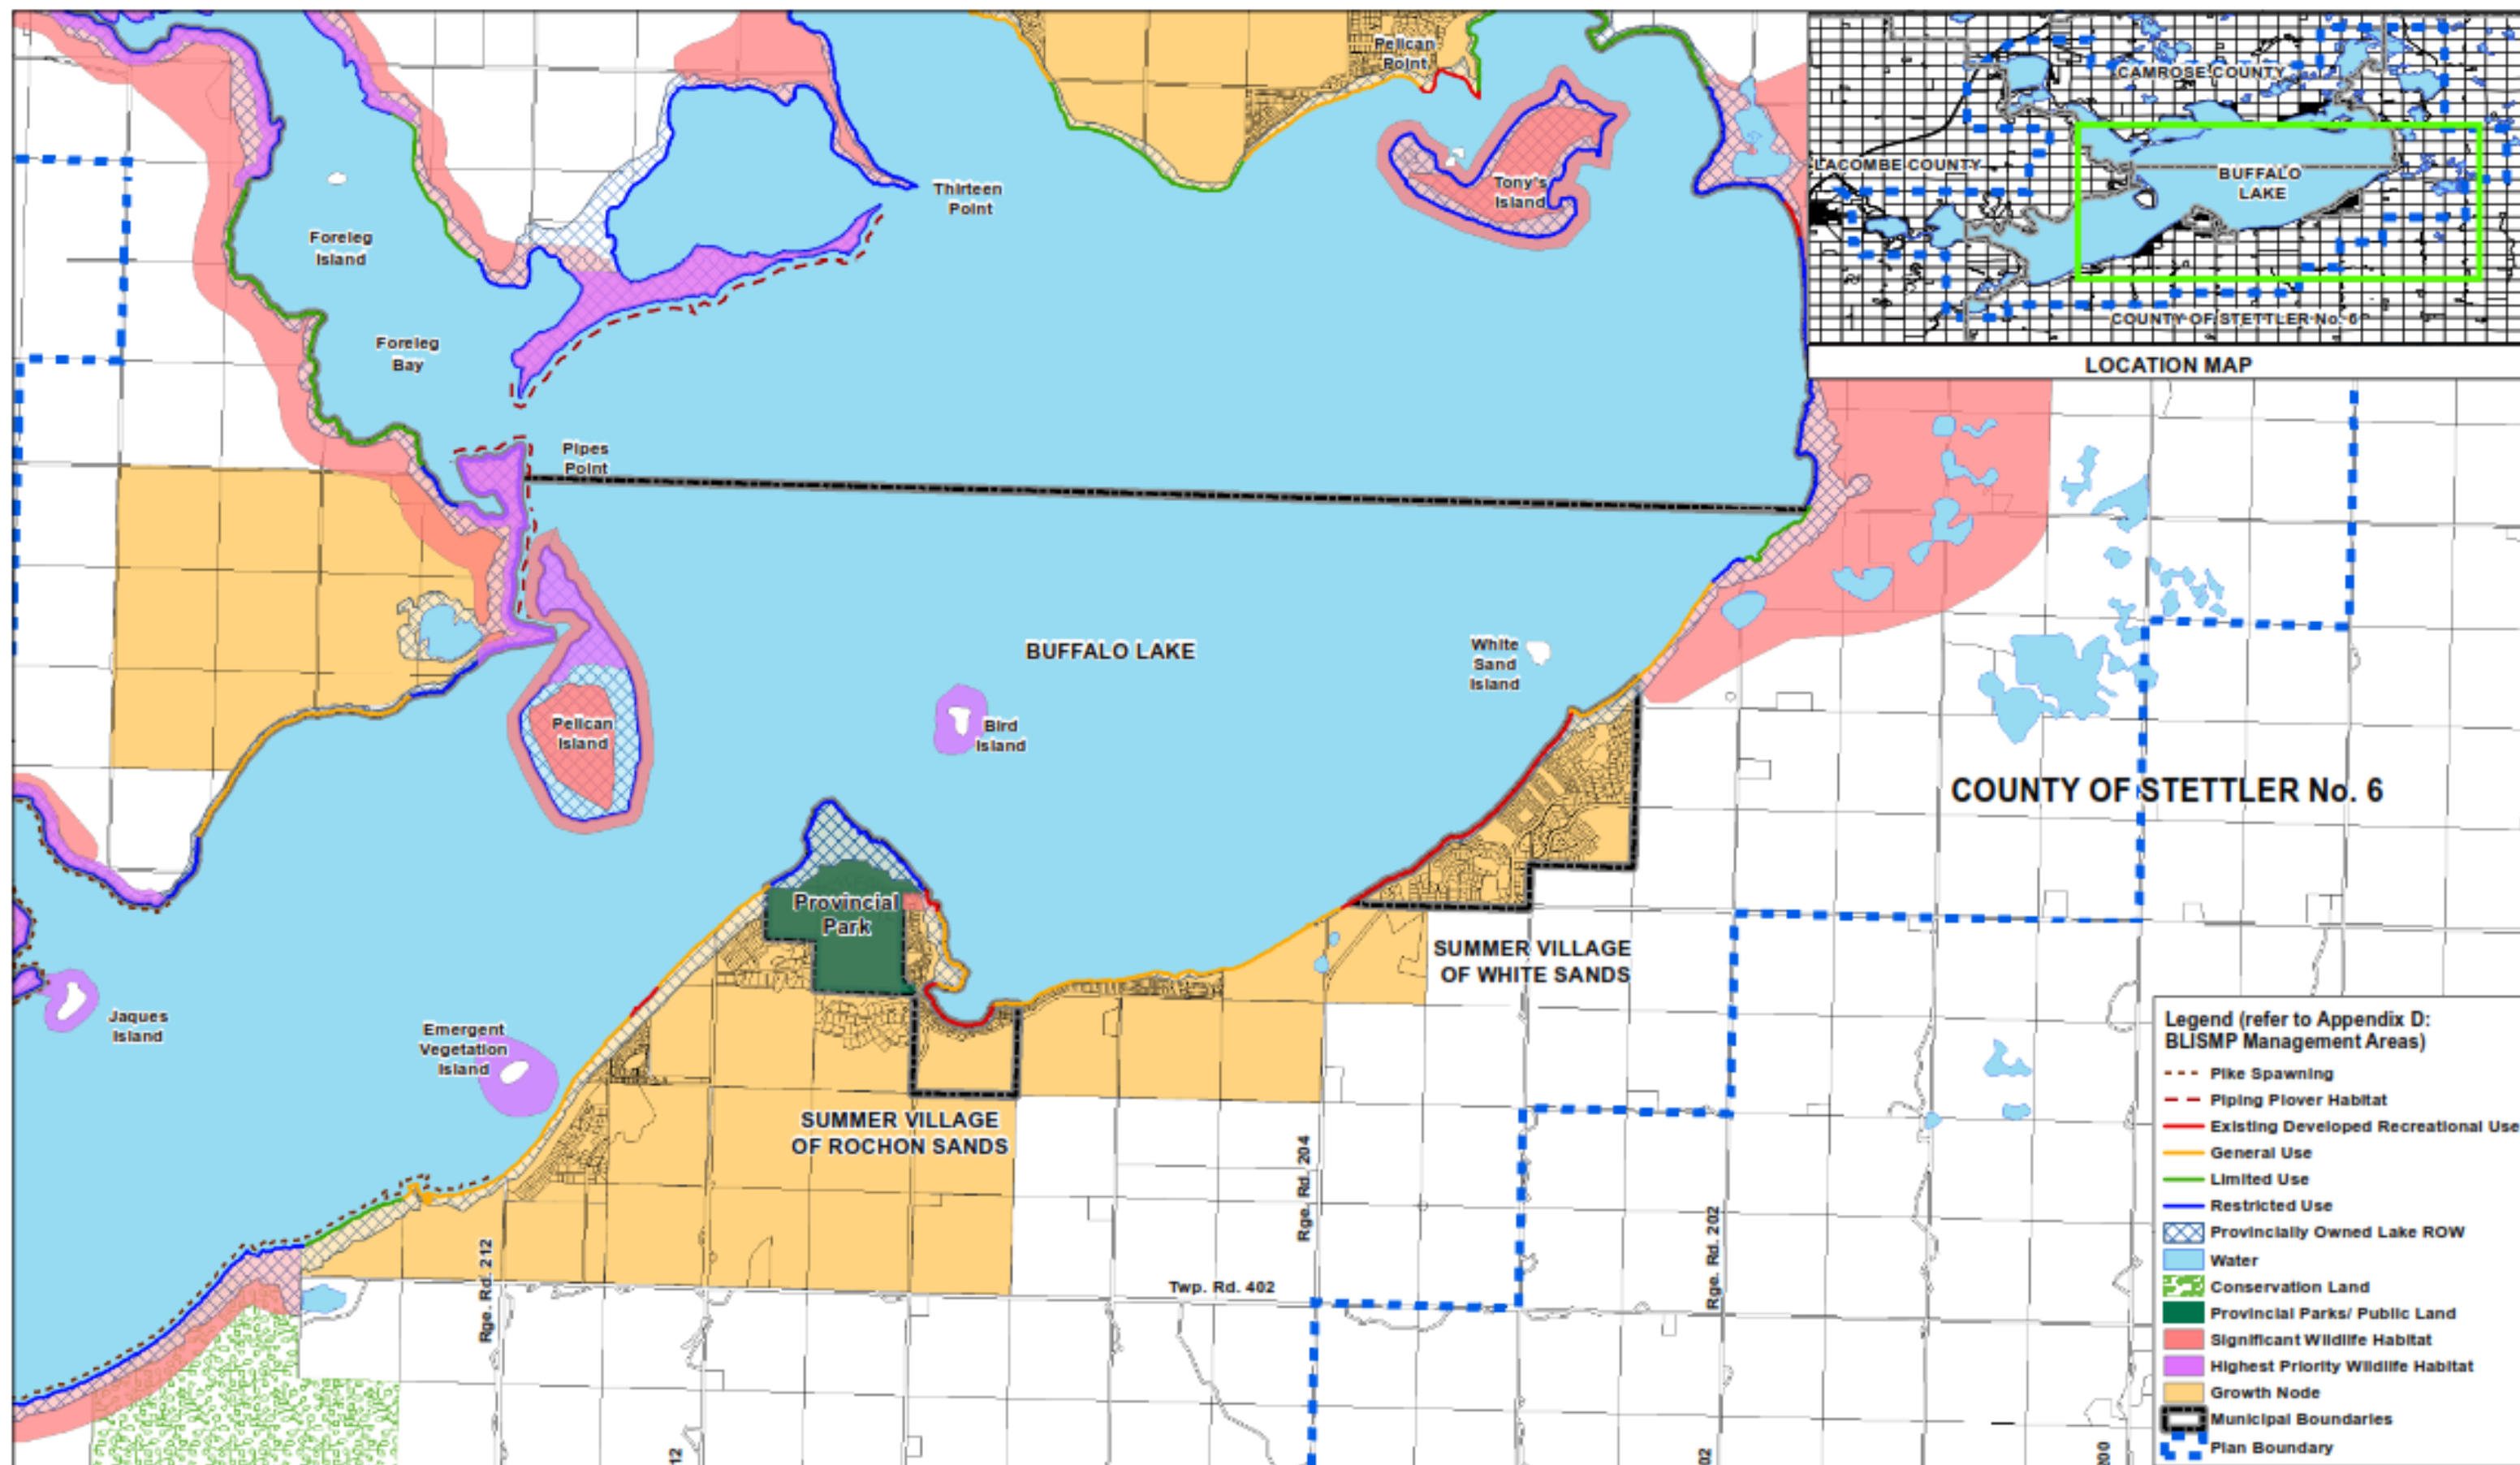 Pelican
Point
CAMROSE COUNTY
LACOMBE COUNTY
BUFFALO
LAKE
COUNTY OF STETTLER No. 6
LOCATION MAP
Thirteen
Point
Tony's
Island
Foreleg
Island
Foreleg
Bay
Pipes
Point
BUFFALO LAKE
White
Sand
Island
Pelican
Island
Bird
Island
COUNTY OF STETTLER No. 6
Provincial
Park
SUMMER VILLAGE
OF WHITE SANDS
Jaques
Island
Emergent
Vegetation
Island
SUMMER VILLAGE
OF ROCHON SANDS
Rge. Rd. 212
Rge. Rd. 204
Rge. Rd. 202
Twp. Rd. 402
12
02
200
Legend (refer to Appendix D:
BLISMP Management Areas)
Pike Spawning
Piping Plover Habitat
Existing Developed Recreational Use
General Use
Limited Use
Restricted Use
Provincially Owned Lake ROW
Water
Conservation Land
Provincial Parks/ Public Land
Significant Wildlife Habitat
Highest Priority Wildlife Habitat
Growth Node
Municipal Boundaries
Plan Boundary